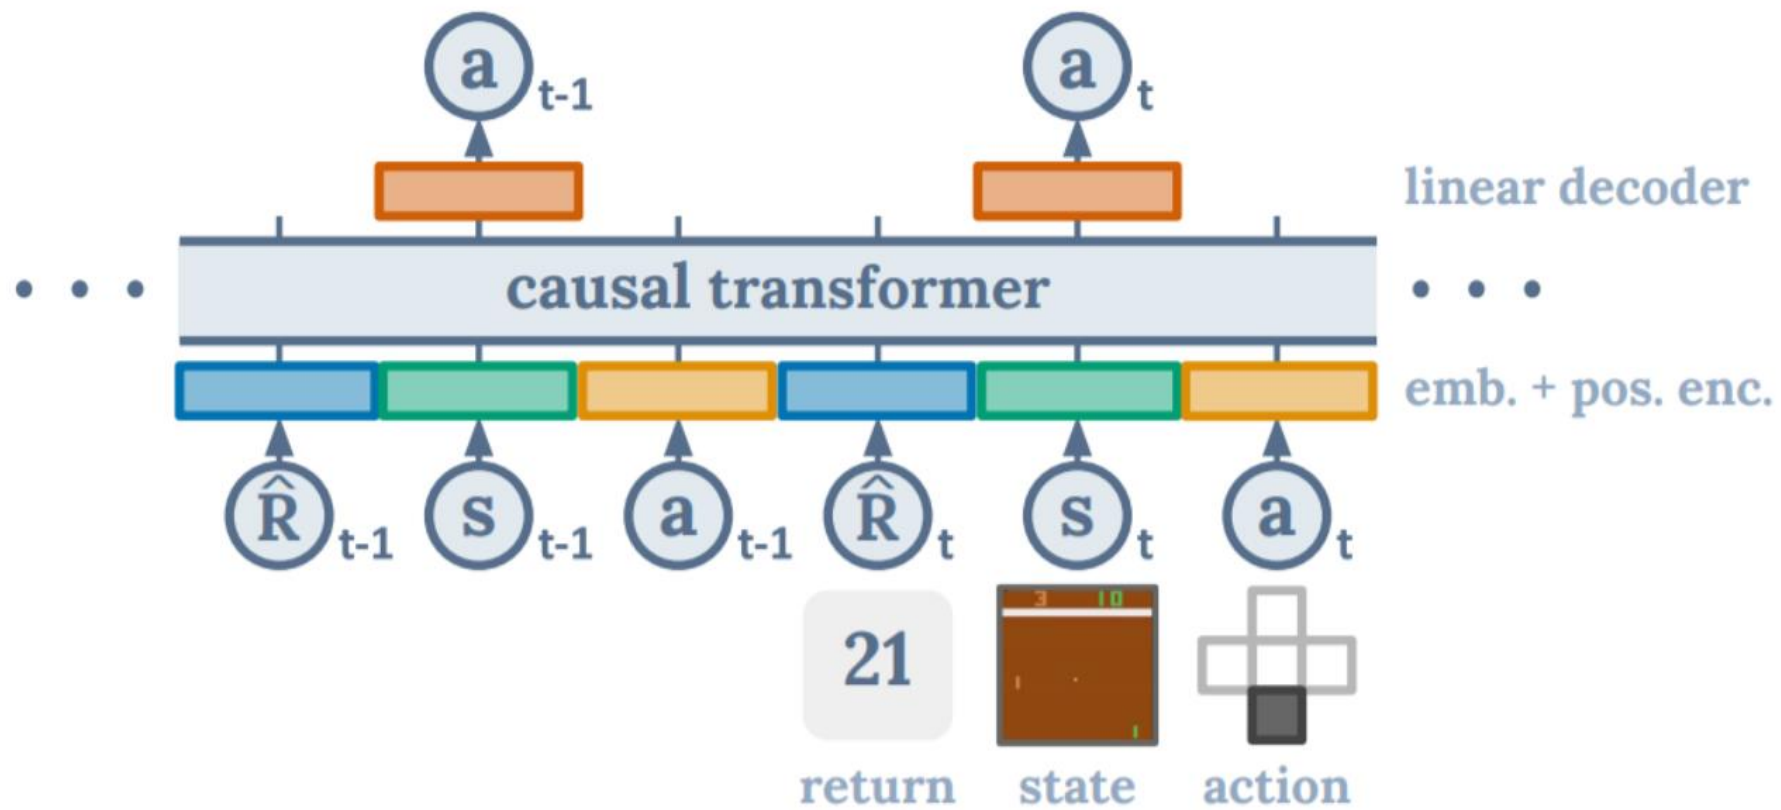 a t-1 a t
linear decoder
causal transformer
emb. + pos. enc.
R̂ t-1 s t-1 a t-1 R̂ t s t a t
3 10
21
return state action